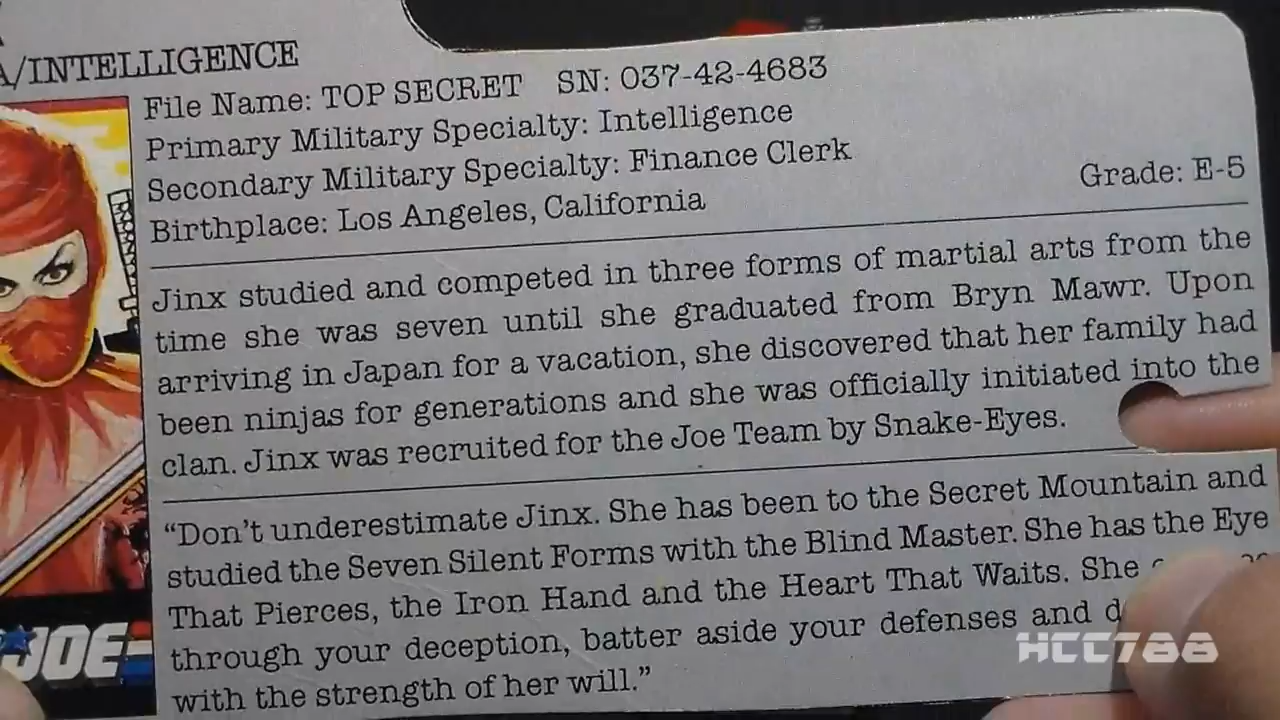 A/INTELLIGENCE
File Name: TOP SECRET SN: 037-42-4683
Primary Military Specialty: Intelligence
Secondary Military Specialty: Finance Clerk
Birthplace: Los Angeles, California Grade: E-5
Jinx studied and competed in three forms of martial arts from the
time she was seven until she graduated from Bryn Mawr. Upon
arriving in Japan for a vacation, she discovered that her family had
been ninjas for generations and she was officially initiated into the
clan. Jinx was recruited for the Joe Team by Snake-Eyes.
"Don't underestimate Jinx. She has been to the Secret Mountain and
studied the Seven Silent Forms with the Blind Master. She has the Eye
That Pierces, the Iron Hand and the Heart That Waits. She
through your deception, batter aside your defenses and
with the strength of her will."
JOE
HCC788